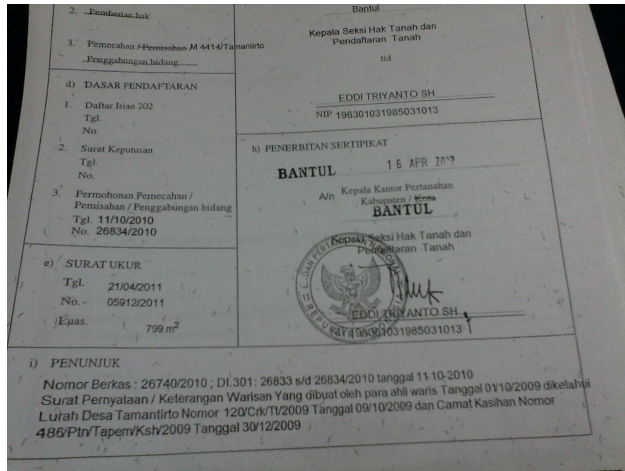 2. Pemberian hak
3. Pemecahan / Pemisahan M 4414/Tamantirto
Penggabungan bidang
d) DASAR PENDAFTARAN
1. Daftar Isian 202
Tgl.
No.
2. Surat Keputusan
Tgl.
No.
3. Permohonan Pemecahan /
Pemisahan / Penggabungan bidang
Tgl. 11/10/2010
No. 26834/2010
e) SURAT UKUR
Tgl. 21/04/2011
No. - 05912/2011
Luas. 799 m²
Bantul
Kepala Seksi Hak Tanah dan
Pendaftaran Tanah
ttd
EDDI TRIYANTO SH
NIP 196301031985031013
h) PENERBITAN SERTIPIKAT
BANTUL 16 APR
A/n Kepala Kantor Pertanahan
Kabupaten / Kota
BANTUL
Kepala Seksi Hak Tanah dan
Pendaftaran Tanah
EDDI TRIYANTO SH
196301031985031013
i) PENUNJUK
Nomor Berkas : 26740/2010 ; DI.301: 26833 s/d 26834/2010 tanggal 11-10-2010
Surat Pernyataan / Keterangan Warisan Yang dibuat oleh para ahli waris Tanggal 01/10/2009 diketahui
Lurah Desa Tamantirto Nomor 120/Crk/Tt/2009 Tanggal 09/10/2009 dan Camat Kasihan Nomor
486/Ptn/Tapem/Ksh/2009 Tanggal 30/12/2009